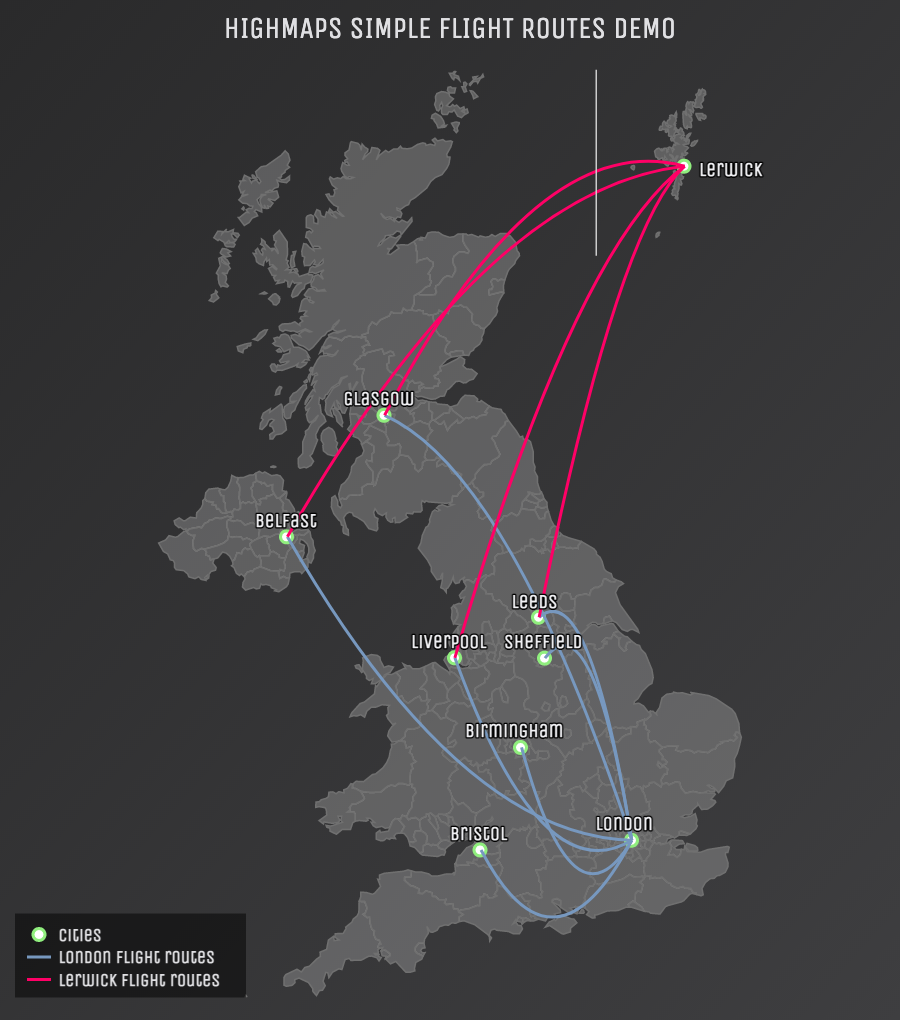 HIGHMAPS SIMPLE FLIGHT ROUTES DEMO
Lerwick
Glasgow
Belfast
Leeds
Liverpool
Sheffield
Birmingham
London
Bristol
Cities
London flight routes
Lerwick flight routes